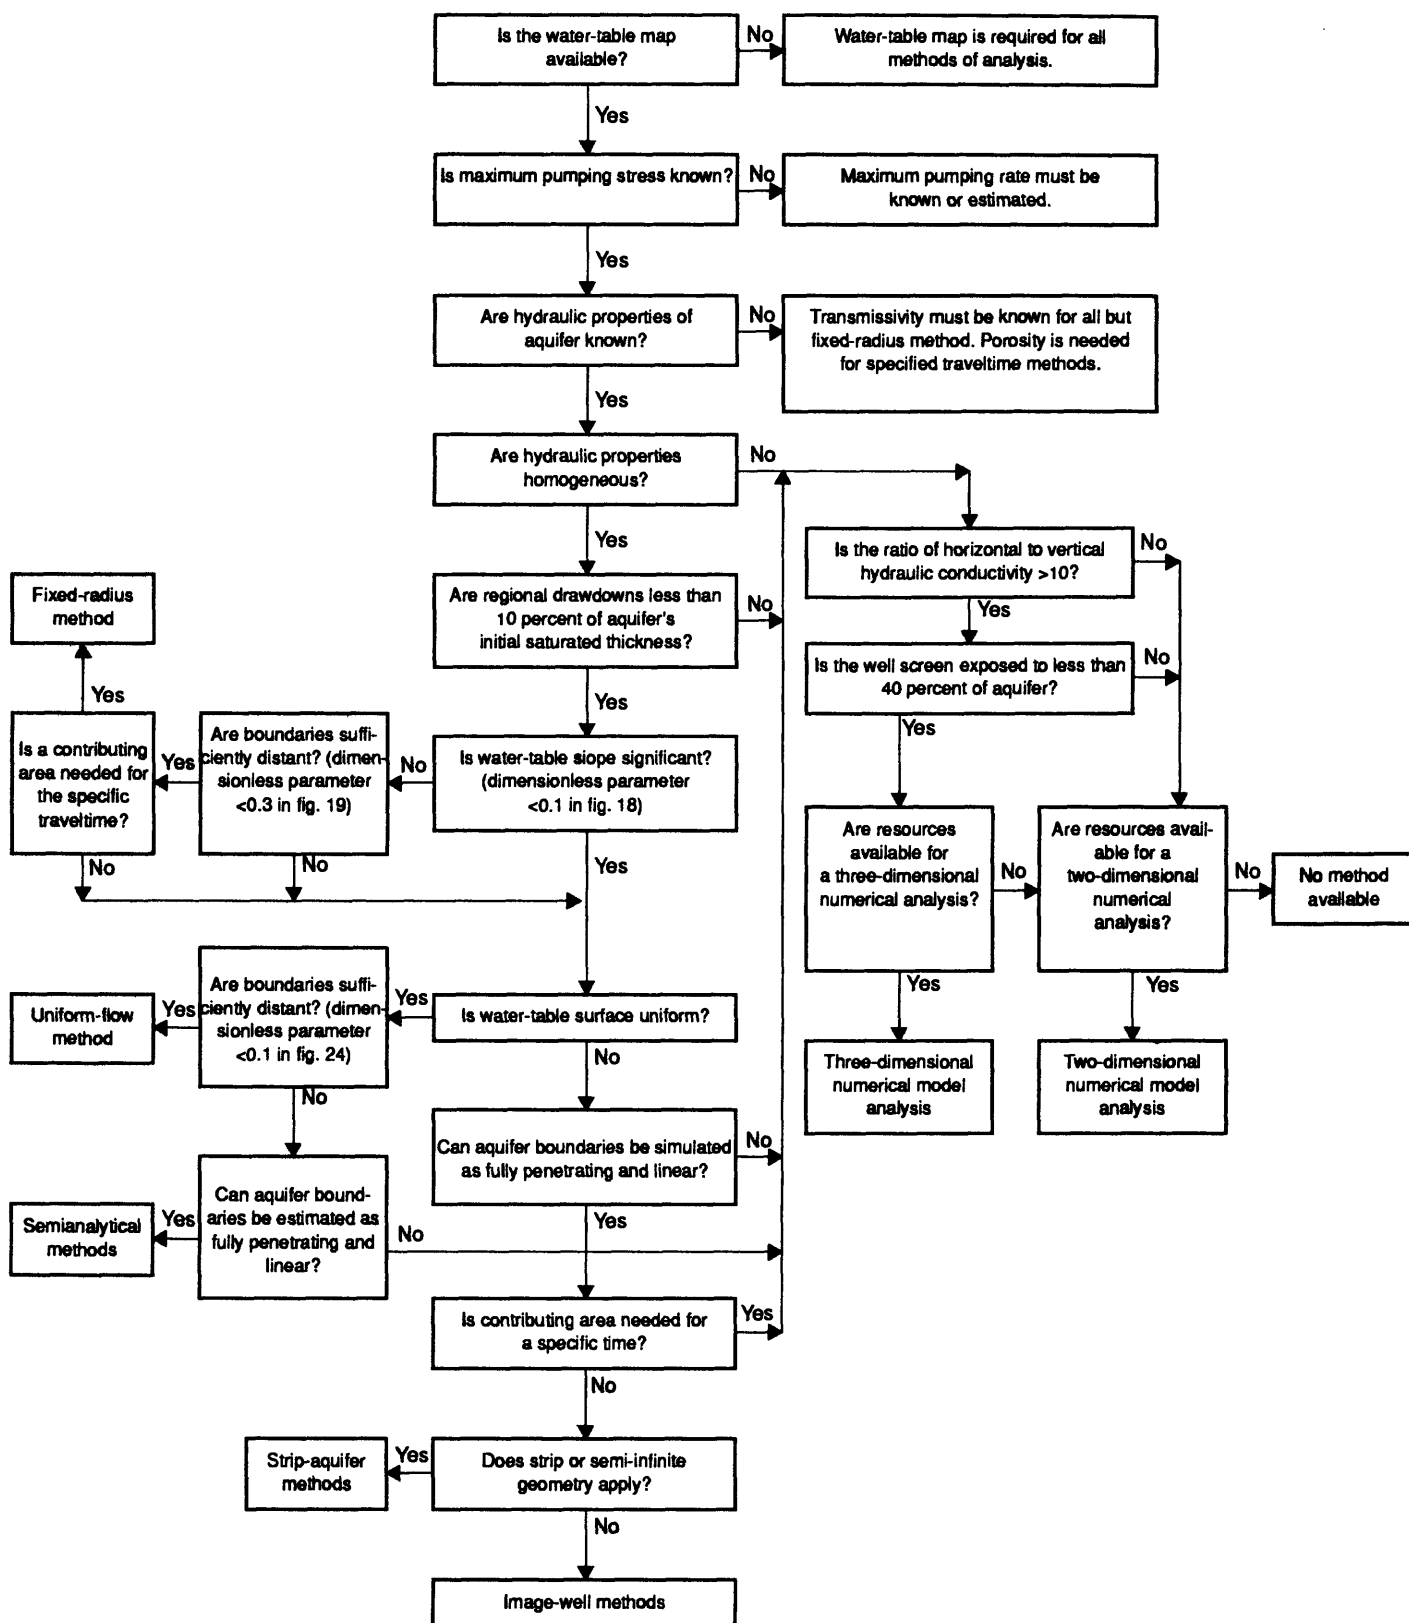 Is the water-table map
available?
No
Water-table map is required for all
methods of analysis.
Yes
Is maximum pumping stress known?
No
Maximum pumping rate must be
known or estimated.
Yes
Are hydraulic properties of
aquifer known?
No
Transmissivity must be known for all but
fixed-radius method. Porosity is needed
for specified traveltime methods.
Yes
Are hydraulic properties
homogeneous?
No
Yes
Is the ratio of horizontal to vertical
hydraulic conductivity >10?
No
Yes
Are regional drawdowns less than
10 percent of aquifer's
initial saturated thickness?
No
Fixed-radius
method
Yes
Is the well screen exposed to less than
40 percent of aquifer?
No
Yes
Yes
Is a contributing
area needed for
the specific
traveltime?
Yes
Are boundaries suffi-
ciently distant? (dimen-
sionless parameter
<0.3 in fig. 19)
No
Is water-table slope significant?
(dimensionless parameter
<0.1 in fig. 18)
No
No
Yes
Are resources
available for
a three-dimensional
numerical analysis?
No
Are resources avail-
able for a
two-dimensional
numerical
analysis?
No
No method
available
Yes
Yes
Uniform-flow
method
Yes
Are boundaries suffi-
ciently distant? (dimen-
sionless parameter
<0.1 in fig. 24)
Yes
Is water-table surface uniform?
No
No
Three-dimensional
numerical model
analysis
Two-dimensional
numerical model
analysis
Can aquifer boundaries be simulated
as fully penetrating and linear?
No
Yes
Semianalytical
methods
Yes
Can aquifer bound-
aries be estimated as
fully penetrating and
linear?
No
Is contributing area needed for
a specific time?
Yes
No
Strip-aquifer
methods
Yes
Does strip or semi-infinite
geometry apply?
No
Image-well methods